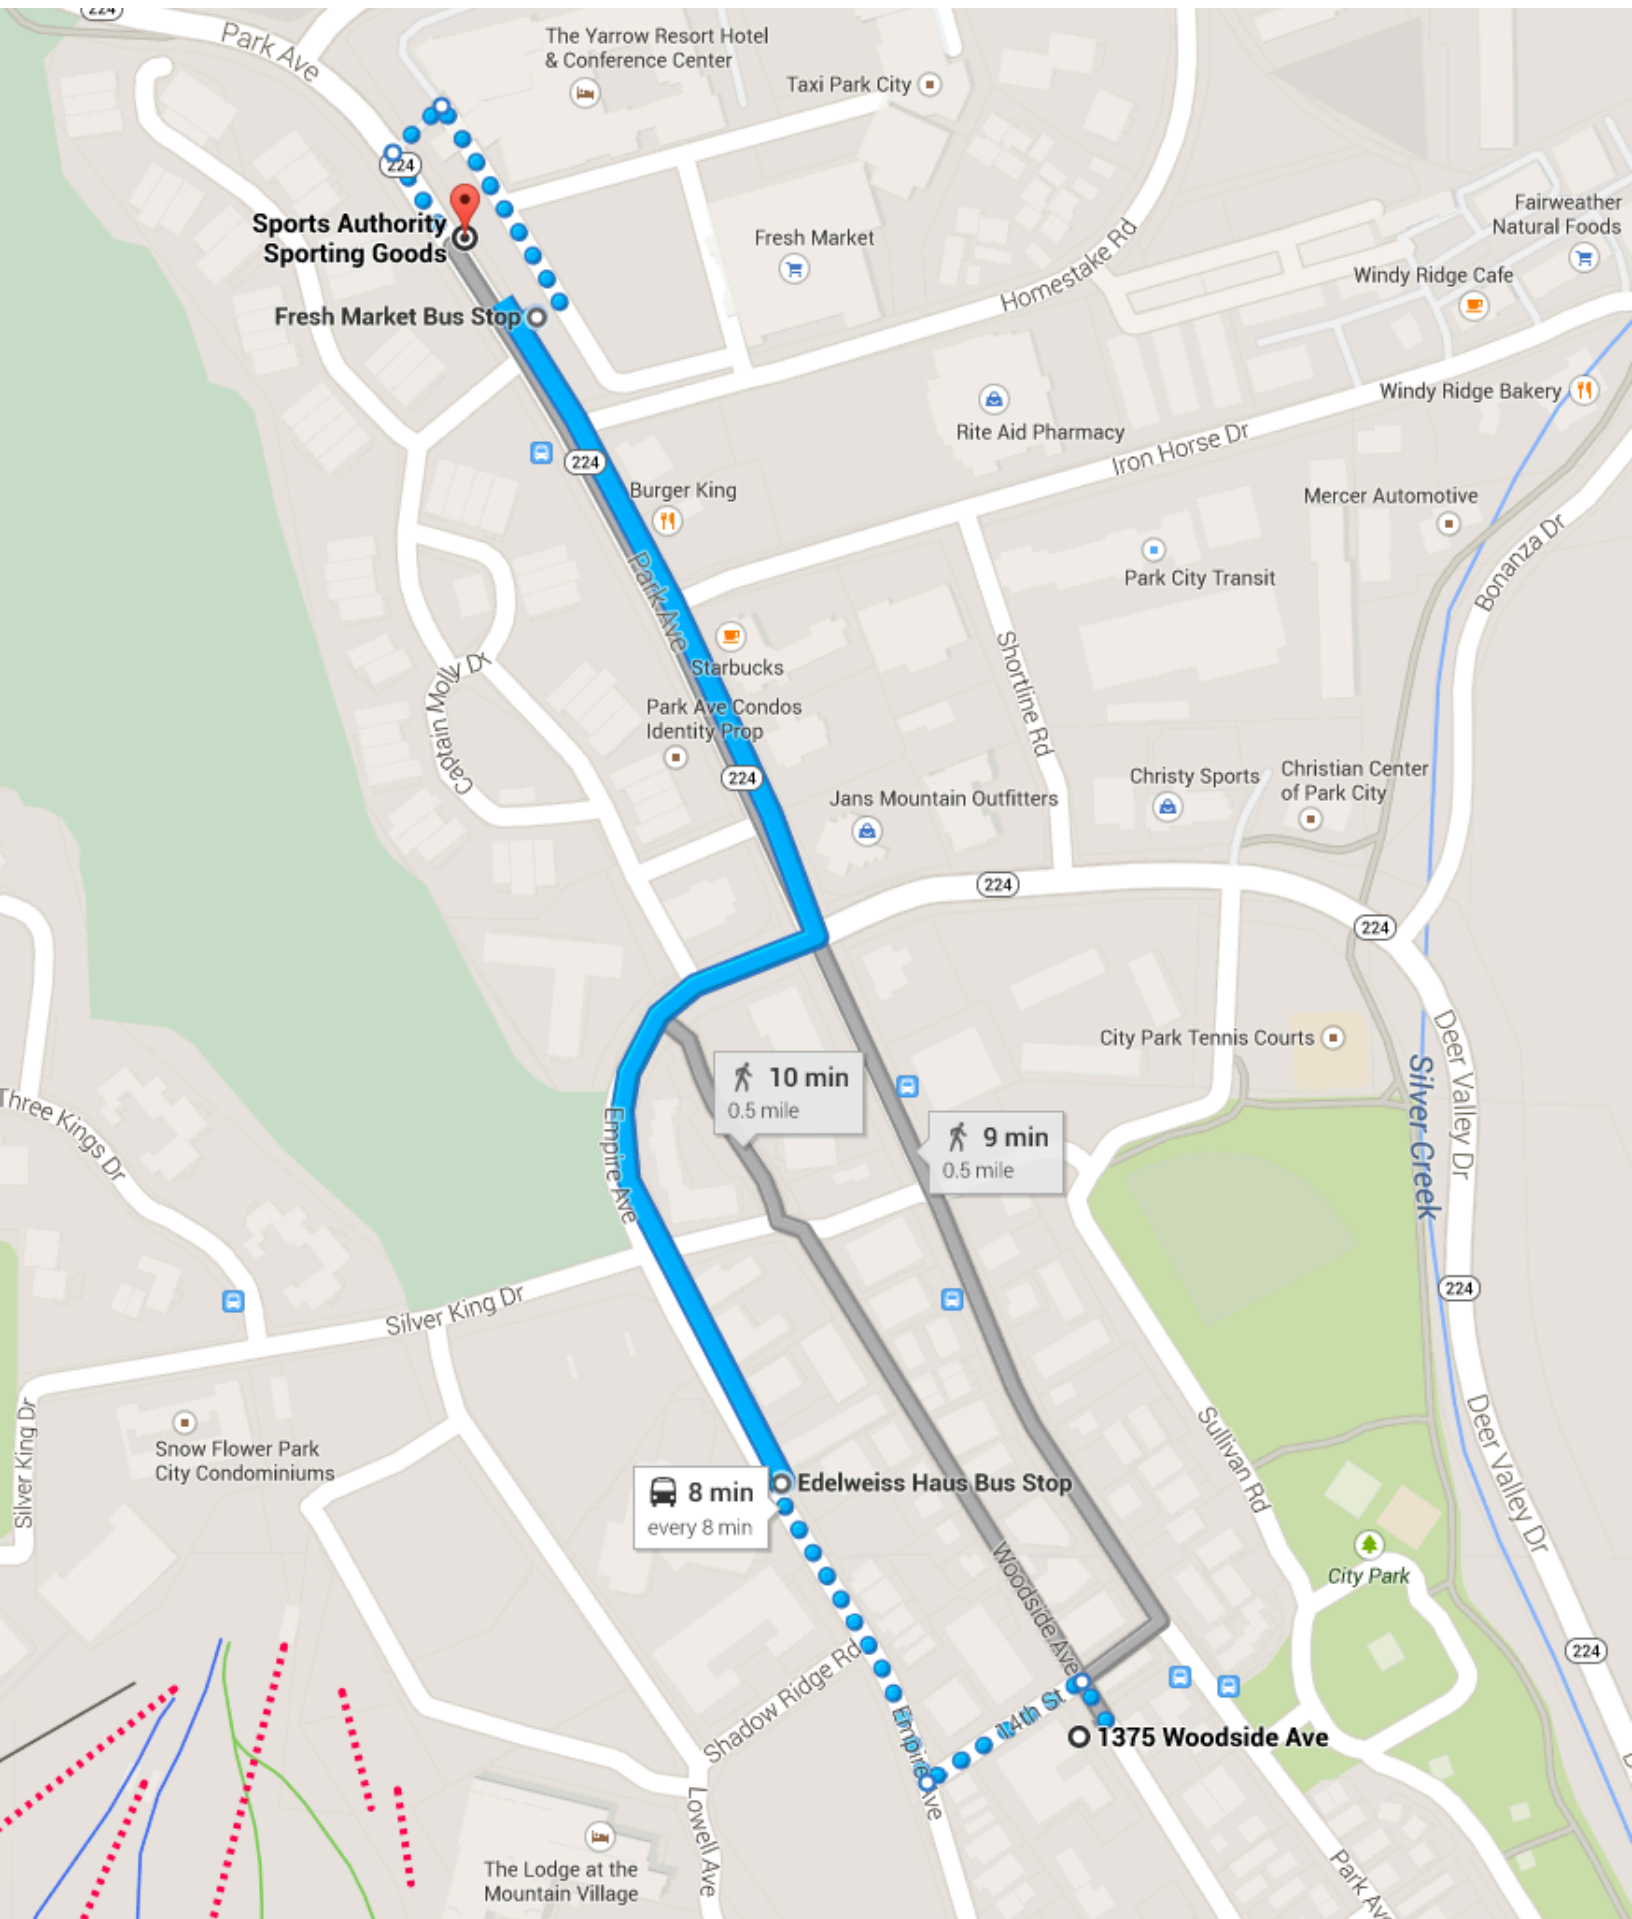 224
Park Ave
The Yarrow Resort Hotel
& Conference Center
Taxi Park City
224
Fairweather
Natural Foods
Sports Authority
Sporting Goods
Fresh Market
Homestake Rd
Windy Ridge Cafe
Fresh Market Bus Stop
Windy Ridge Bakery
Rite Aid Pharmacy
Iron Horse Dr
224
Burger King
Mercer Automotive
Bonanza Dr
Park City Transit
Park Ave
Starbucks
Shortline Rd
Captain Molly Dr
Park Ave Condos
Identity Prop
224
Christy Sports
Christian Center
of Park City
Jans Mountain Outfitters
224
224
City Park Tennis Courts
Deer Valley Dr
Silver Creek
10 min
0.5 mile
9 min
0.5 mile
Three Kings Dr
Empire Ave
224
Silver King Dr
Silver King Dr
Snow Flower Park
City Condominiums
Sullivan Rd
Deer Valley Dr
Edelweiss Haus Bus Stop
8 min
every 8 min
City Park
Woodside Ave
224
Shadow Ridge Rd
14th St
Empire Ave
1375 Woodside Ave
Lowell Ave
The Lodge at the
Mountain Village
Park Ave